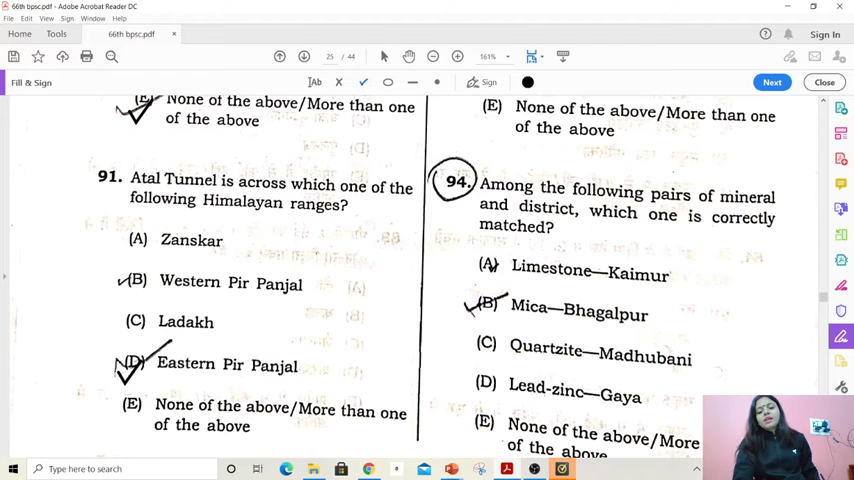 66th bpsc.pdf - Adobe Acrobat Reader DC
File Edit View Sign Window Help
Home Tools 66th bpsc.pdf × Sign In
25 / 44 161%
Fill & Sign Ab Sign Next Close
(E) None of the above/More than one
of the above
91. Atal Tunnel is across which one of the
following Himalayan ranges?
(A) Zanskar
(B) Western Pir Panjal
(C) Ladakh
(D) Eastern Pir Panjal
(E) None of the above/More than one
of the above
(E) None of the above/More than one
of the above
94. Among the following pairs of mineral
and district, which one is correctly
matched?
(A) Limestone—Kaimur
(B) Mica—Bhagalpur
(C) Quartzite—Madhubani
(D) Lead-zinc—Gaya
(E) None of the above/More
of the above
Type here to search